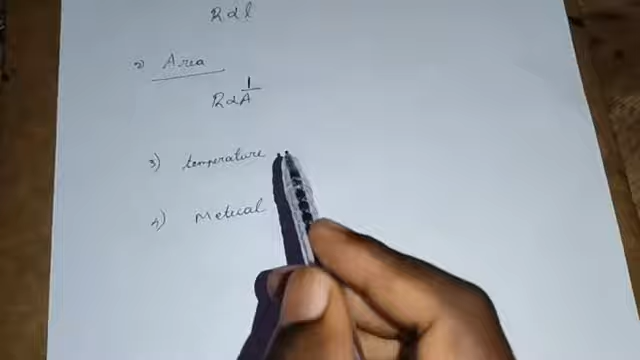 R α l
2) Area
R α 1/A
3) temperature
4) Metical